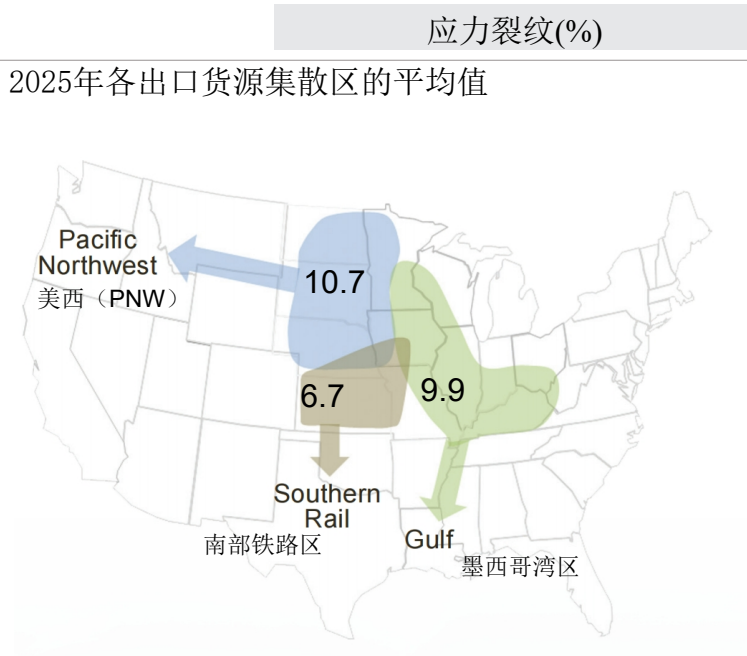 应力裂纹(%)
2025年各出口货源集散区的平均值
Pacific
Northwest
美西（PNW）
10.7
6.7
9.9
Southern
Rail
南部铁路区
Gulf
墨西哥湾区